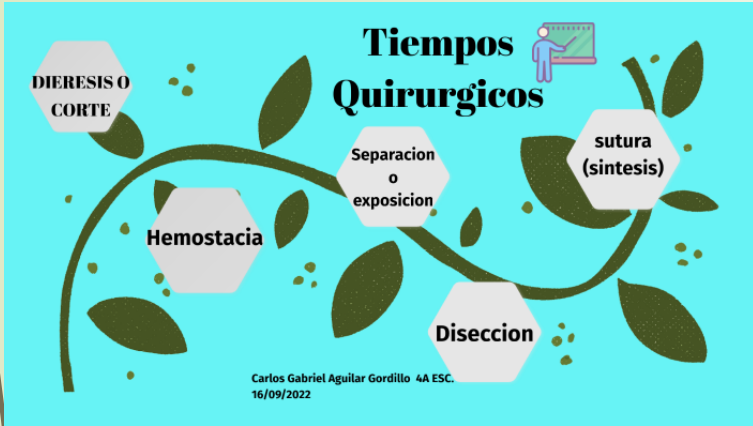 Tiempos
Quirurgicos
DIERESIS O
CORTE
Hemostacia
Separacion
o
exposicion
Diseccion
sutura
(sintesis)
Carlos Gabriel Aguilar Gordillo 4A ESC.
16/09/2022